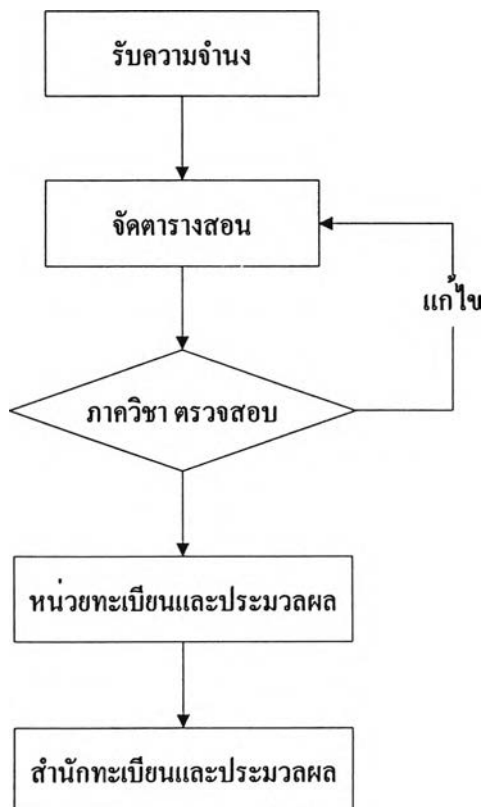 รับความจำนง
จัดตารางสอน
แก้ไข
ภาควิชา ตรวจสอบ
หน่วยทะเบียนและประมวลผล
สำนักทะเบียนและประมวลผล